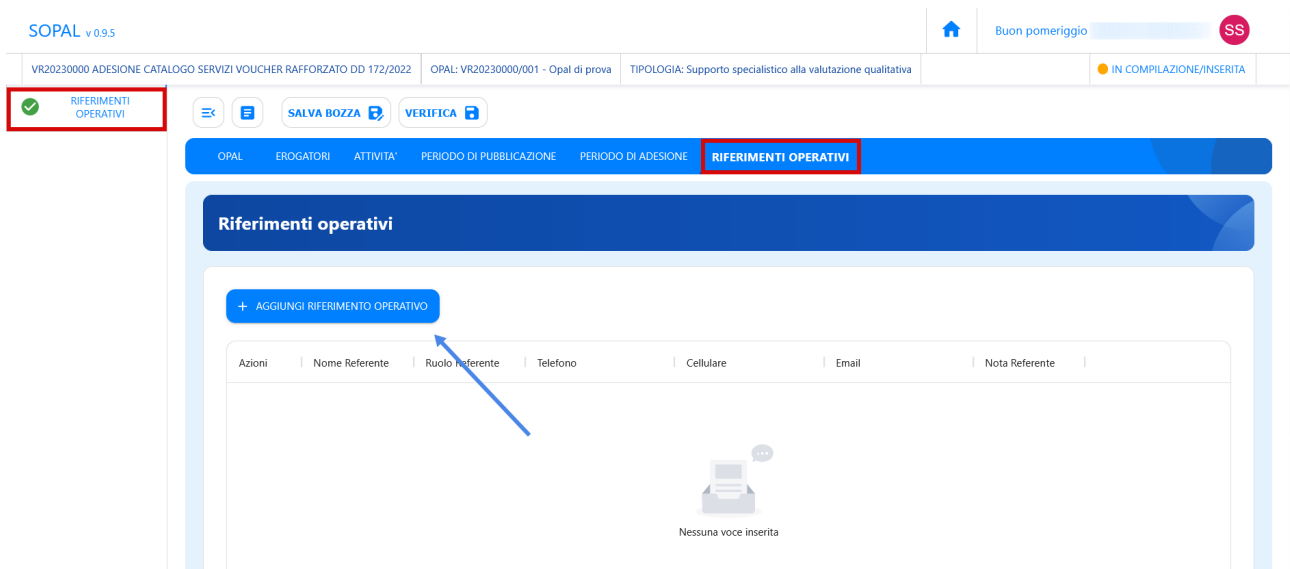 SOPAL v 0.9.5
Buon pomeriggio
SS
VR20230000 ADESIONE CATALOGO SERVIZI VOUCHER RAFFORZATO DD 172/2022
OPAL: VR20230000/001 - Opal di prova
TIPOLOGIA: Supporto specialistico alla valutazione qualitativa
IN COMPILAZIONE/INSERITA
RIFERIMENTI
OPERATIVI
SALVA BOZZA
VERIFICA
OPAL
EROGATORI
ATTIVITA'
PERIODO DI PUBBLICAZIONE
PERIODO DI ADESIONE
RIFERIMENTI OPERATIVI
Riferimenti operativi
+ AGGIUNGI RIFERIMENTO OPERATIVO
Azioni
Nome Referente
Ruolo Referente
Telefono
Cellulare
Email
Nota Referente
Nessuna voce inserita